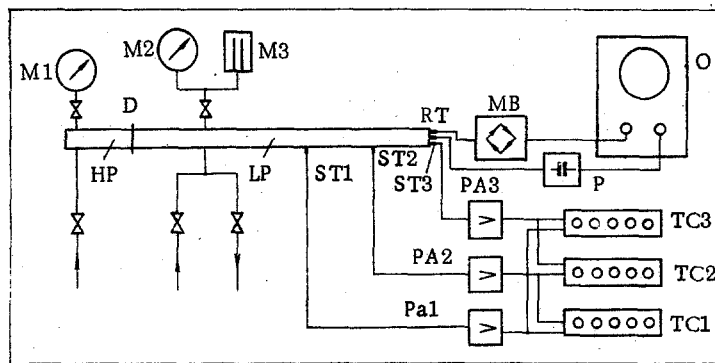 M1
M2
M3
O
D
RT
MB
HP
LP
ST1
ST2
ST3
PA3
P
TC3
PA2
TC2
Pa1
TC1